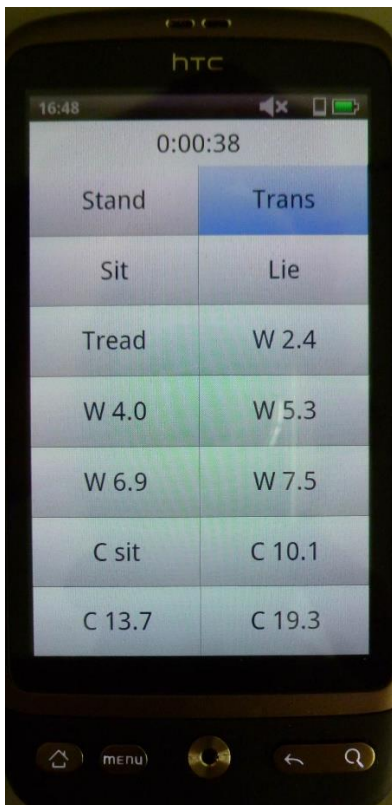 hTC
16:48
0:00:38
Stand Trans
Sit Lie
Tread W 2.4
W 4.0 W 5.3
W 6.9 W 7.5
C sit C 10.1
C 13.7 C 19.3
menu